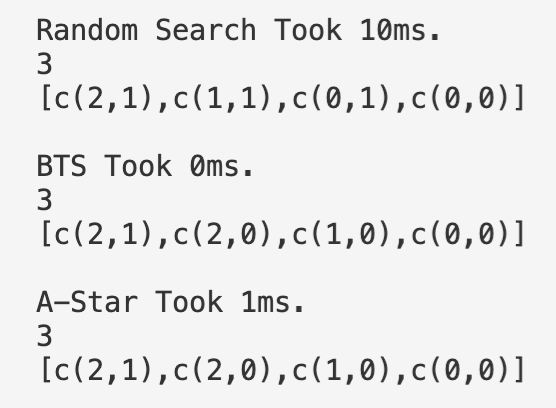 Random Search Took 10ms.
3
[c(2,1),c(1,1),c(0,1),c(0,0)]
BTS Took 0ms.
3
[c(2,1),c(2,0),c(1,0),c(0,0)]
A-Star Took 1ms.
3
[c(2,1),c(2,0),c(1,0),c(0,0)]